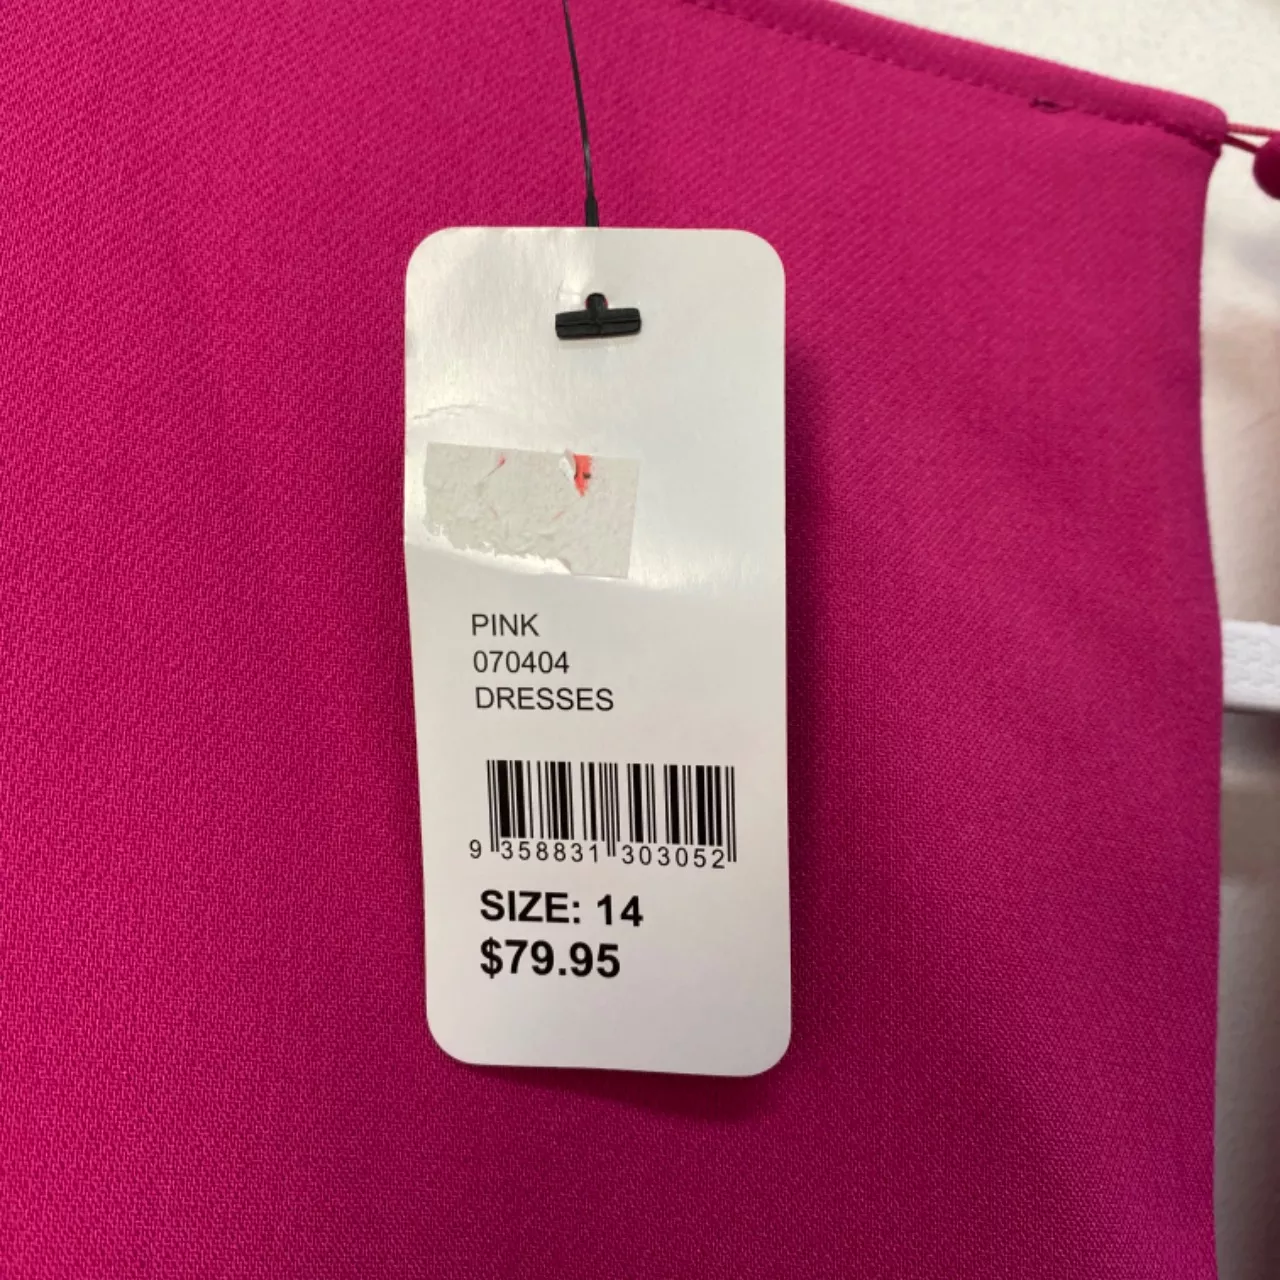 PINK
070404
DRESSES
9 358831 303052
SIZE: 14
$79.95